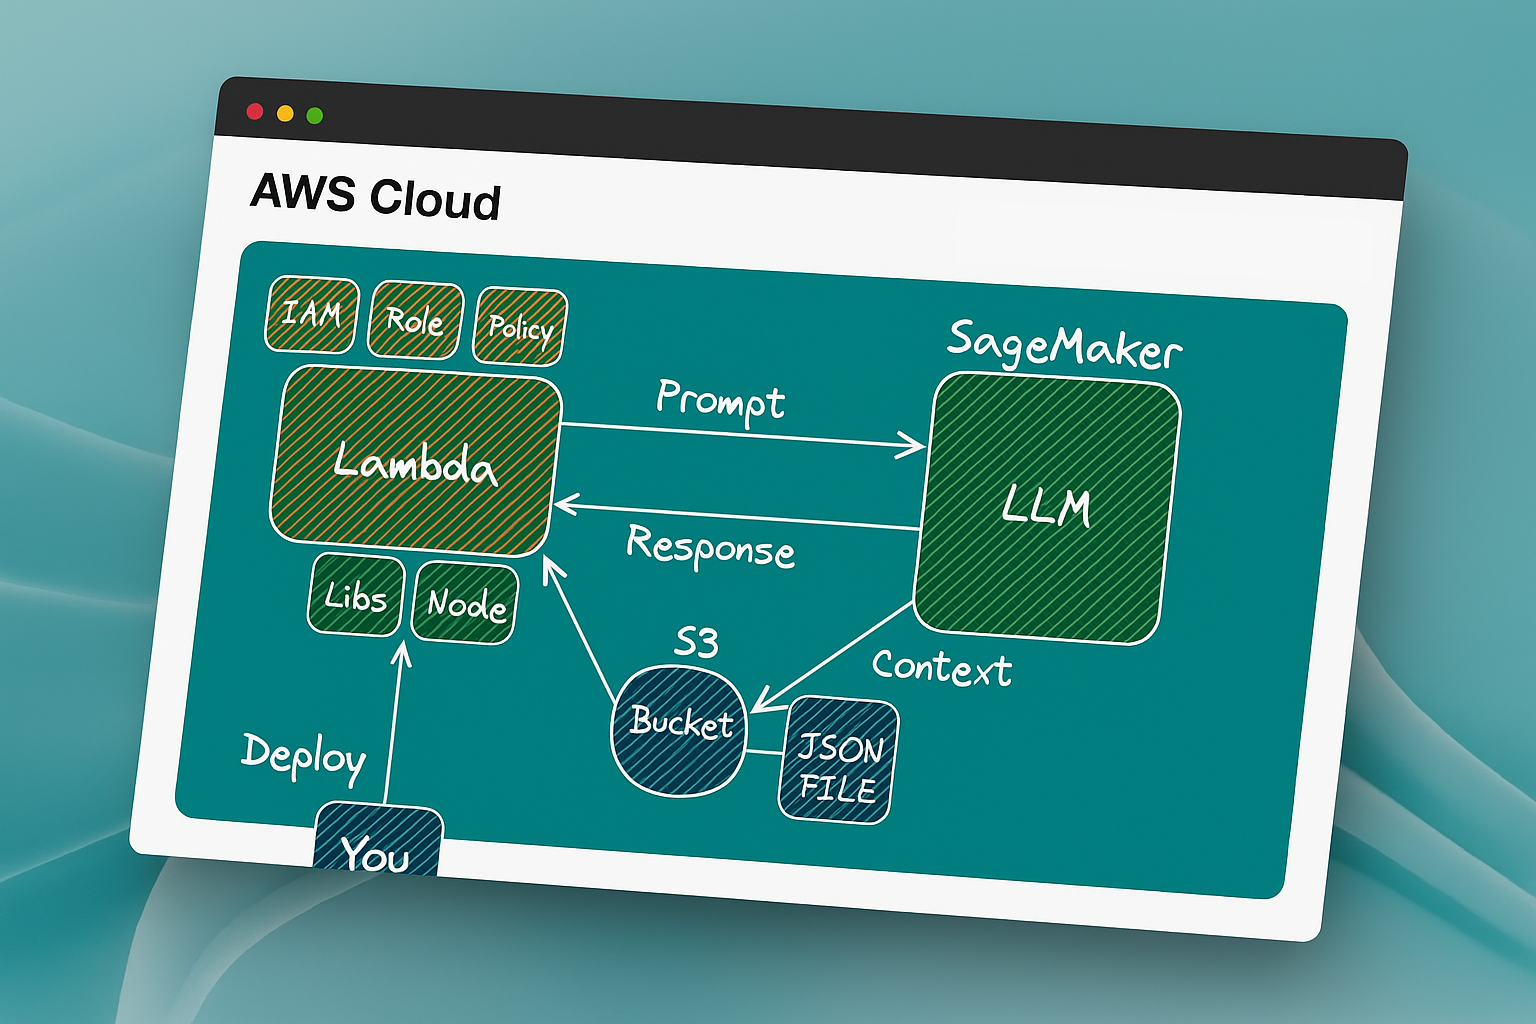 AWS Cloud
IAM
Role
Policy
SageMaker
Prompt
Lambda
LLM
Response
Libs
Node
S3
Context
Bucket
JSON
FILE
Deploy
You